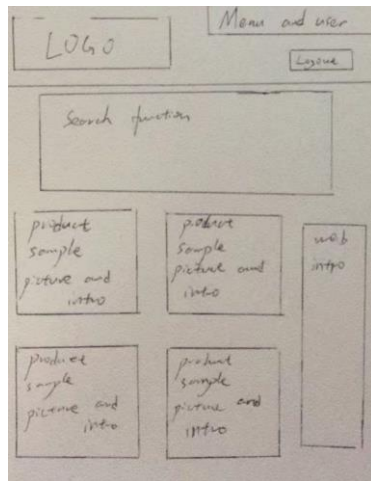 LOGO
Menu and user
Logout
Search function
product
sample
picture and
intro
product
sample
picture and
intro
web
intro
product
sample
picture and
intro
product
sample
picture and
intro